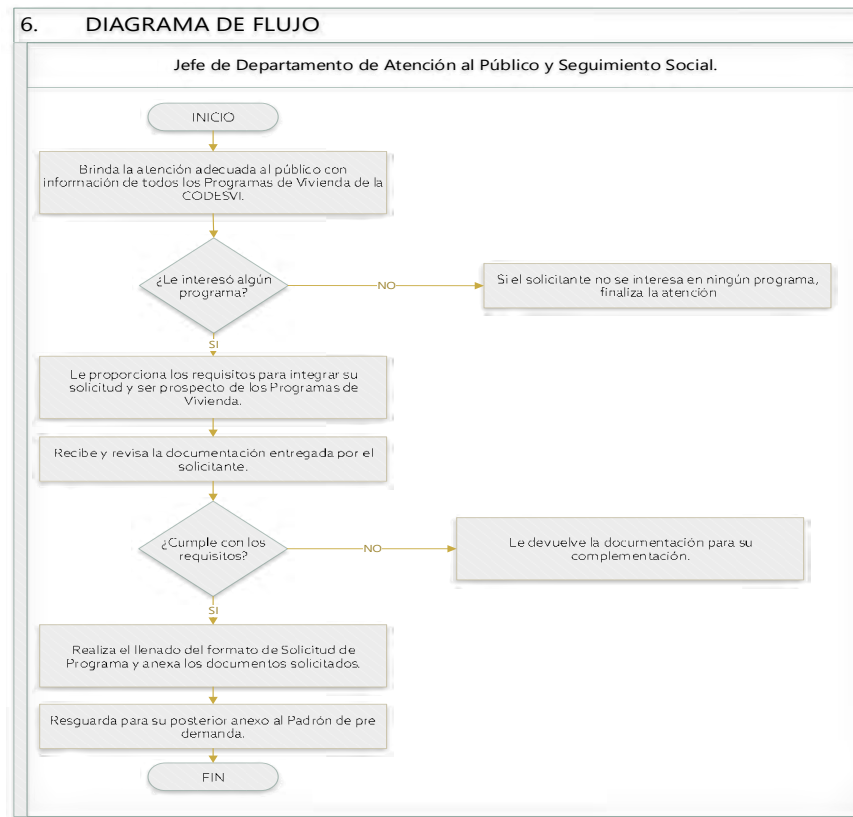 6. DIAGRAMA DE FLUJO
Jefe de Departamento de Atención al Público y Seguimiento Social.
INICIO
Brinda la atención adecuada al público con
información de todos los Programas de Vivienda de la
CODESVI.
¿Le interesó algún
programa?
NO
Si el solicitante no se interesa en ningún programa,
finaliza la atención
SI
Le proporciona los requisitos para integrar su
solicitud y ser prospecto de los Programas de
Vivienda.
Recibe y revisa la documentación entregada por el
solicitante.
¿Cumple con los
requisitos?
NO
Le devuelve la documentación para su
complementación.
SI
Realiza el llenado del formato de Solicitud de
Programa y anexa los documentos solicitados.
Resguarda para su posterior anexo al Padrón de pre
demanda.
FIN